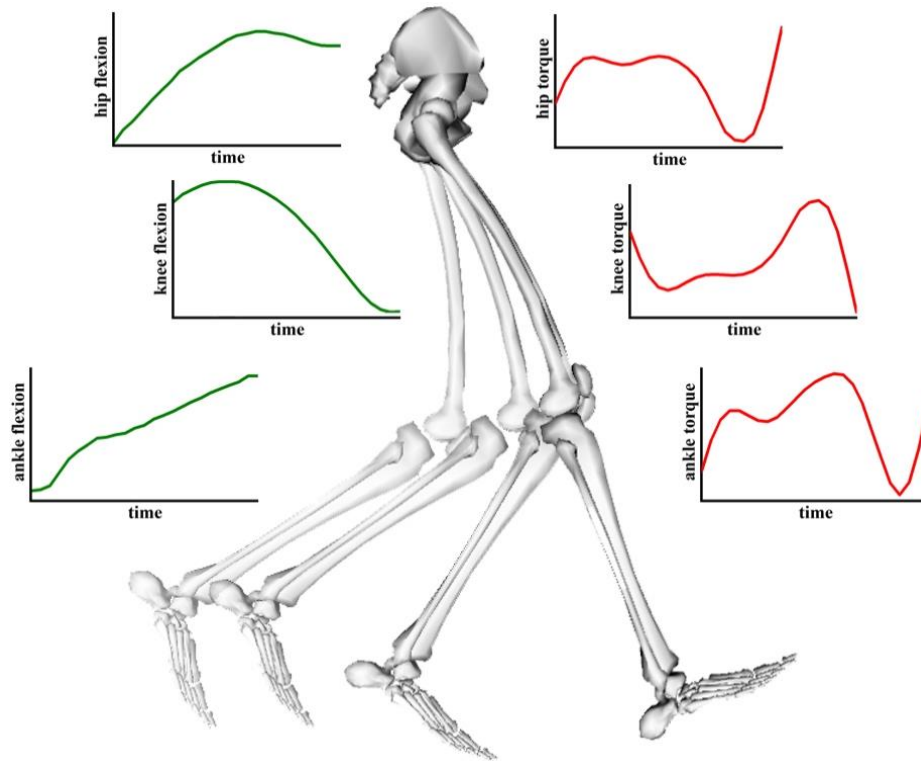 hip flexion
time
hip torque
time
knee flexion
time
knee torque
time
ankle flexion
time
ankle torque
time